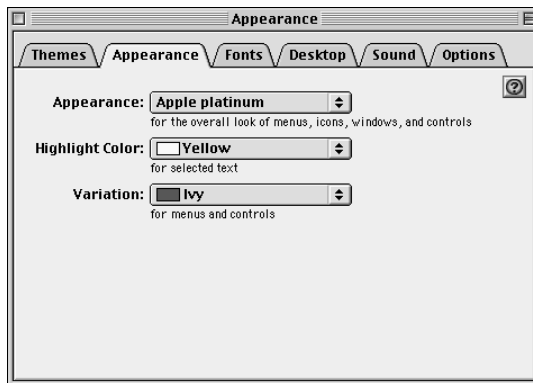 Appearance
Themes Appearance Fonts Desktop Sound Options
?
Appearance: Apple platinum
for the overall look of menus, icons, windows, and controls
Highlight Color: Yellow
for selected text
Variation: Ivy
for menus and controls